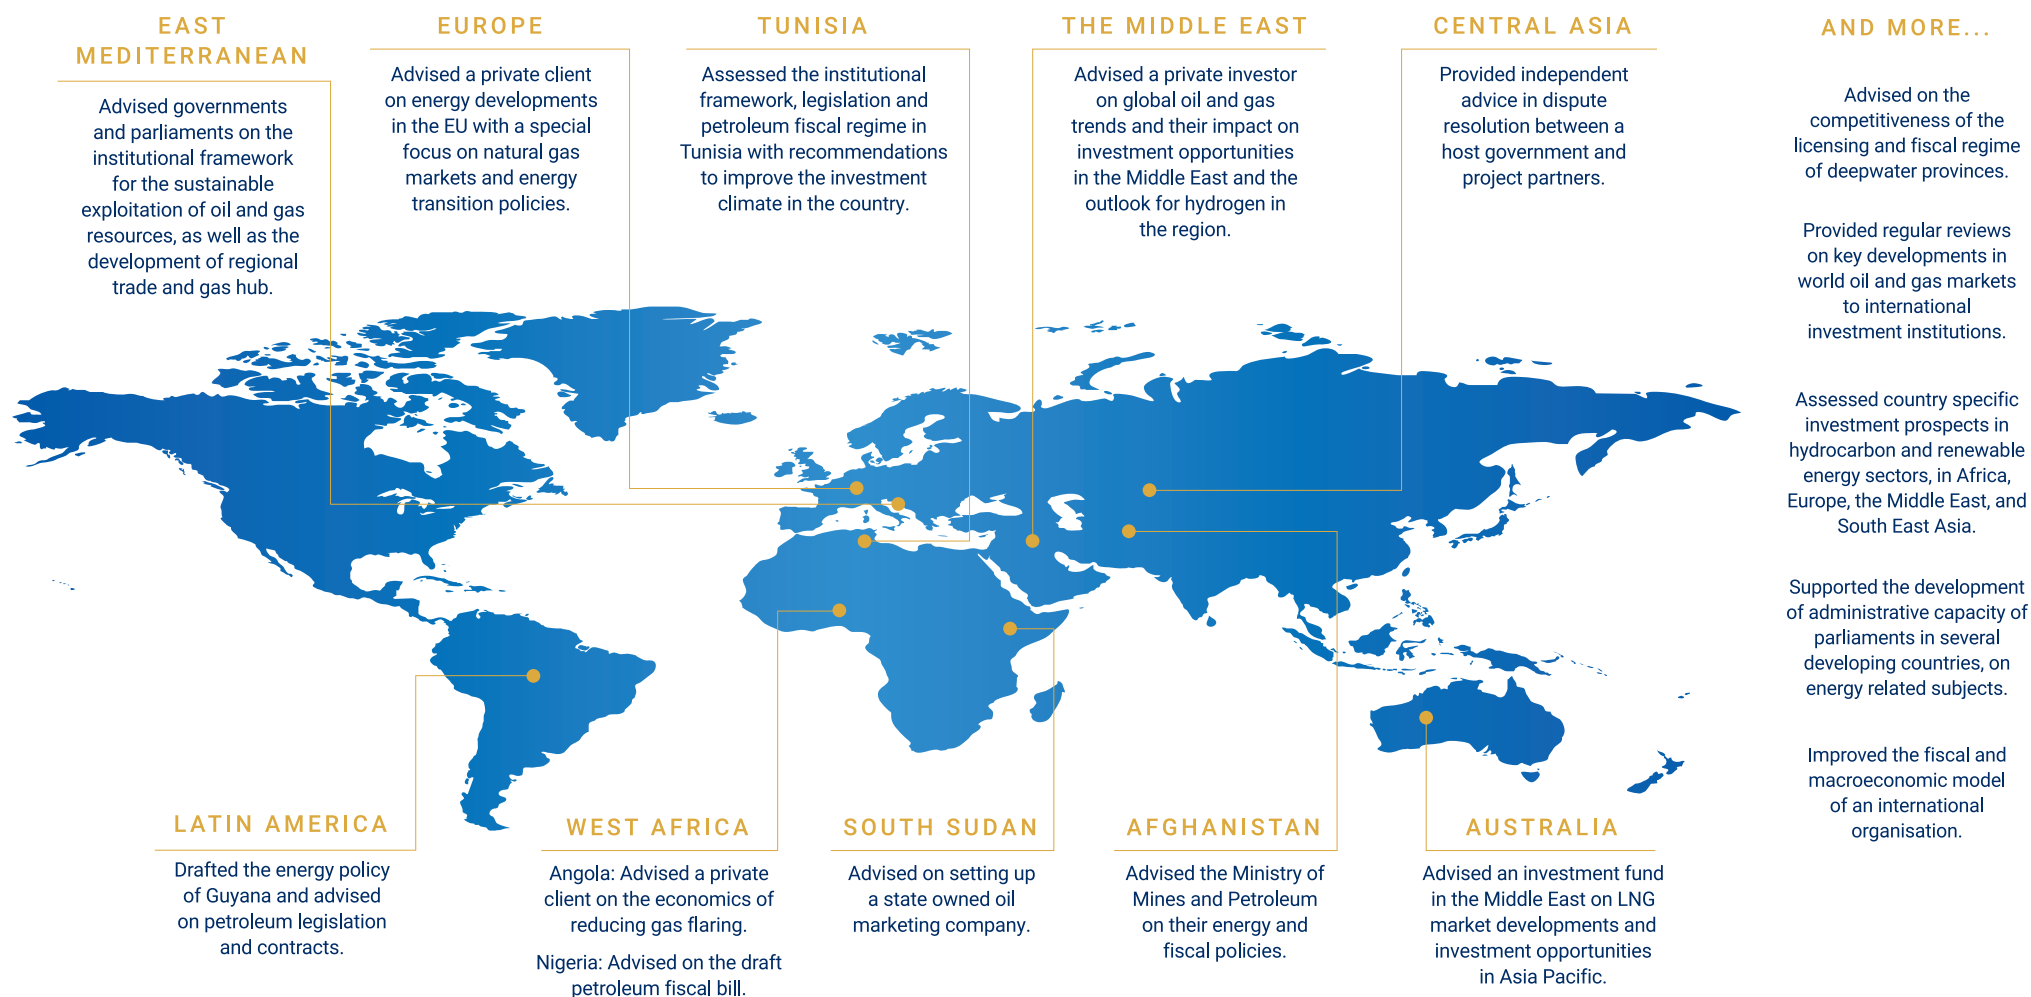 EAST
MEDITERRANEAN
Advised governments
and parliaments on the
institutional framework
for the sustainable
exploitation of oil and gas
resources, as well as the
development of regional
trade and gas hub.
EUROPE
Advised a private client
on energy developments
in the EU with a special
focus on natural gas
markets and energy
transition policies.
TUNISIA
Assessed the institutional
framework, legislation and
petroleum fiscal regime in
Tunisia with recommendations
to improve the investment
climate in the country.
THE MIDDLE EAST
Advised a private investor
on global oil and gas
trends and their impact on
investment opportunities
in the Middle East and the
outlook for hydrogen in
the region.
CENTRAL ASIA
Provided independent
advice in dispute
resolution between a
host government and
project partners.
AND MORE...
Advised on the
competitiveness of the
licensing and fiscal regime
of deepwater provinces.
Provided regular reviews
on key developments in
world oil and gas markets
to international
investment institutions.
Assessed country specific
investment prospects in
hydrocarbon and renewable
energy sectors, in Africa,
Europe, the Middle East, and
South East Asia.
Supported the development
of administrative capacity of
parliaments in several
developing countries, on
energy related subjects.
Improved the fiscal and
macroeconomic model
of an international
organisation.
LATIN AMERICA
Drafted the energy policy
of Guyana and advised
on petroleum legislation
and contracts.
WEST AFRICA
Angola: Advised a private
client on the economics of
reducing gas flaring.
Nigeria: Advised on the draft
petroleum fiscal bill.
SOUTH SUDAN
Advised on setting up
a state owned oil
marketing company.
AFGHANISTAN
Advised the Ministry of
Mines and Petroleum
on their energy and
fiscal policies.
AUSTRALIA
Advised an investment fund
in the Middle East on LNG
market developments and
investment opportunities
in Asia Pacific.